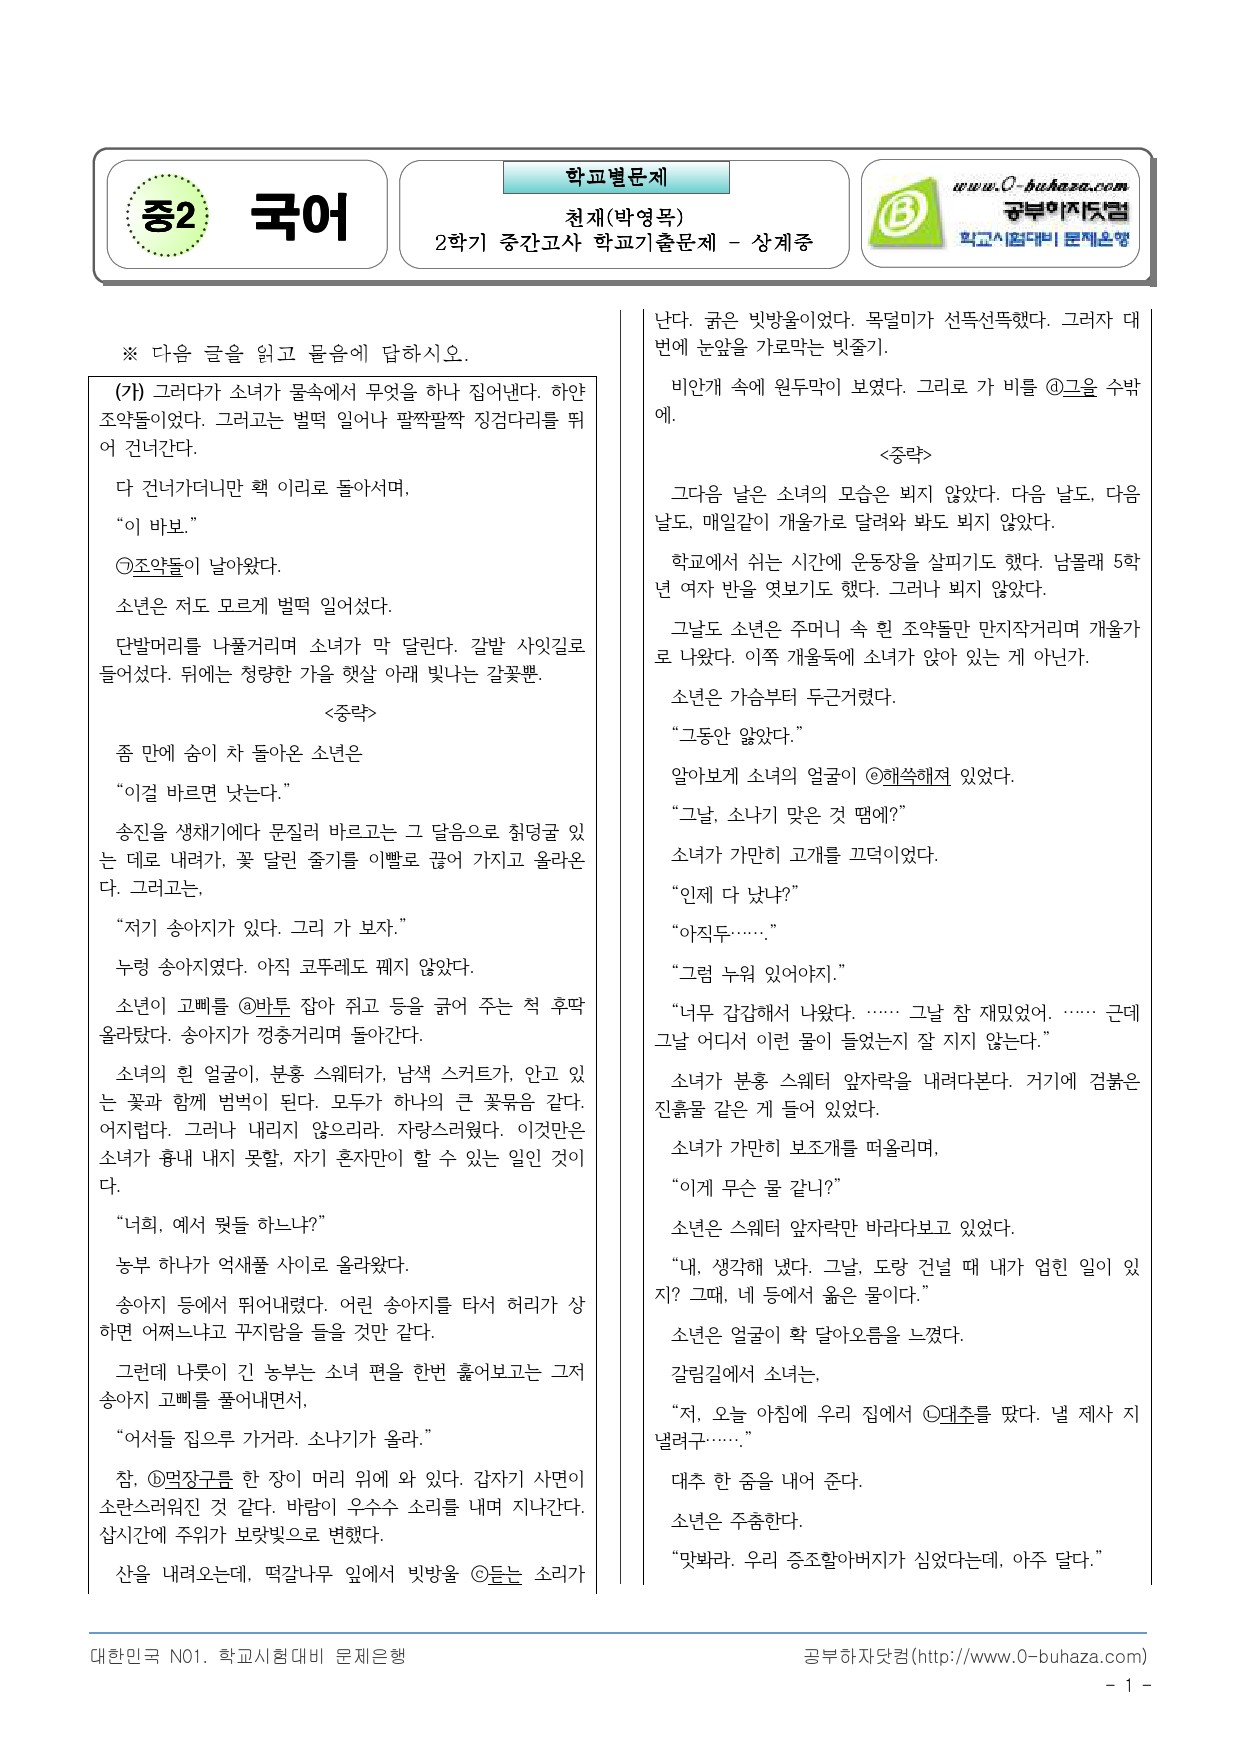 중2
국어
학교별문제
천재(박영목)
2학기 중간고사 학교기출문제 - 상계중
www.0-buhaza.com
공부하자닷컴
학교시험대비 문제은행
※ 다음 글을 읽고 물음에 답하시오.
(가) 그러다가 소녀가 물속에서 무엇을 하나 집어낸다. 하얀
조약돌이었다. 그러고는 벌떡 일어나 팔짝팔짝 징검다리를 뛰
어 건너간다.
다 건너가더니만 홱 이리로 돌아서며,
“이 바보.”
㉠조약돌이 날아왔다.
소년은 저도 모르게 벌떡 일어섰다.
단발머리를 나풀거리며 소녀가 막 달린다. 갈밭 사잇길로
들어섰다. 뒤에는 청량한 가을 햇살 아래 빛나는 갈꽃뿐.
<중략>
좀 만에 숨이 차 돌아온 소년은
“이걸 바르면 낫는다.”
송진을 생채기에다 문질러 바르고는 그 달음으로 칡덩굴 있
는 데로 내려가, 꽃 달린 줄기를 이빨로 끊어 가지고 올라온
다. 그러고는,
“저기 송아지가 있다. 그리 가 보자.”
누렁 송아지였다. 아직 코뚜레도 꿰지 않았다.
소년이 고삐를 ⓐ바투 잡아 쥐고 등을 긁어 주는 척 후딱
올라탔다. 송아지가 껑충거리며 돌아간다.
소녀의 흰 얼굴이, 분홍 스웨터가, 남색 스커트가, 안고 있
는 꽃과 함께 범벅이 된다. 모두가 하나의 큰 꽃묶음 같다.
어지럽다. 그러나 내리지 않으리라. 자랑스러웠다. 이것만은
소녀가 흉내 내지 못할, 자기 혼자만이 할 수 있는 일인 것이
다.
“너희, 예서 뭣들 하느냐?”
농부 하나가 억새풀 사이로 올라왔다.
송아지 등에서 뛰어내렸다. 어린 송아지를 타서 허리가 상
하면 어쩌느냐고 꾸지람을 들을 것만 같다.
그런데 나룻이 긴 농부는 소녀 편을 한번 훑어보고는 그저
송아지 고삐를 풀어내면서,
“어서들 집으루 가거라. 소나기가 올라.”
참, ⓑ먹장구름 한 장이 머리 위에 와 있다. 갑자기 사면이
소란스러워진 것 같다. 바람이 우수수 소리를 내며 지나간다.
삽시간에 주위가 보랏빛으로 변했다.
산을 내려오는데, 떡갈나무 잎에서 빗방울 ⓒ듣는 소리가
난다. 굵은 빗방울이었다. 목덜미가 선뜩선뜩했다. 그러자 대
번에 눈앞을 가로막는 빗줄기.
비안개 속에 원두막이 보였다. 그리로 가 비를 ⓓ그을 수밖
에.
<중략>
그다음 날은 소녀의 모습은 뵈지 않았다. 다음 날도, 다음
날도, 매일같이 개울가로 달려와 봐도 뵈지 않았다.
학교에서 쉬는 시간에 운동장을 살피기도 했다. 남몰래 5학
년 여자 반을 엿보기도 했다. 그러나 뵈지 않았다.
그날도 소년은 주머니 속 흰 조약돌만 만지작거리며 개울가
로 나왔다. 이쪽 개울둑에 소녀가 앉아 있는 게 아닌가.
소년은 가슴부터 두근거렸다.
“그동안 앓았다.”
알아보게 소녀의 얼굴이 ⓔ해쓱해져 있었다.
“그날, 소나기 맞은 것 땜에?”
소녀가 가만히 고개를 끄덕이었다.
“인제 다 났냐?”
“아직두…….”
“그럼 누워 있어야지.”
“너무 갑갑해서 나왔다. …… 그날 참 재밌었어. …… 근데
그날 어디서 이런 물이 들었는지 잘 지지 않는다.”
소녀가 분홍 스웨터 앞자락을 내려다본다. 거기에 검붉은
진흙물 같은 게 들어 있었다.
소녀가 가만히 보조개를 떠올리며,
“이게 무슨 물 같니?”
소년은 스웨터 앞자락만 바라다보고 있었다.
“내, 생각해 냈다. 그날, 도랑 건널 때 내가 업힌 일이 있
지? 그때, 네 등에서 옮은 물이다.”
소년은 얼굴이 확 달아오름을 느꼈다.
갈림길에서 소녀는,
“저, 오늘 아침에 우리 집에서 ㉡대추를 땄다. 낼 제사 지
낼려구…….”
대추 한 줌을 내어 준다.
소년은 주춤한다.
“맛봐라. 우리 증조할아버지가 심었다는데, 아주 달다.”
대한민국 N01. 학교시험대비 문제은행
공부하자닷컴(http://www.0-buhaza.com)
- 1 -